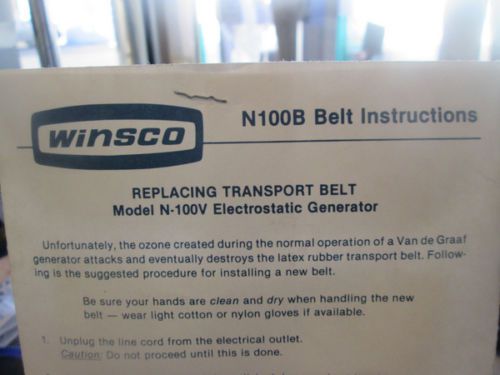 winsco
N100B Belt Instructions
REPLACING TRANSPORT BELT
Model N-100V Electrostatic Generator
Unfortunately, the ozone created during the normal operation of a Van de Graaf
generator attacks and eventually destroys the latex rubber transport belt. Follow-
ing is the suggested procedure for installing a new belt.
Be sure your hands are clean and dry when handling the new
belt — wear light cotton or nylon gloves if available.
1. Unplug the line cord from the electrical outlet.
Caution: Do not proceed until this is done.